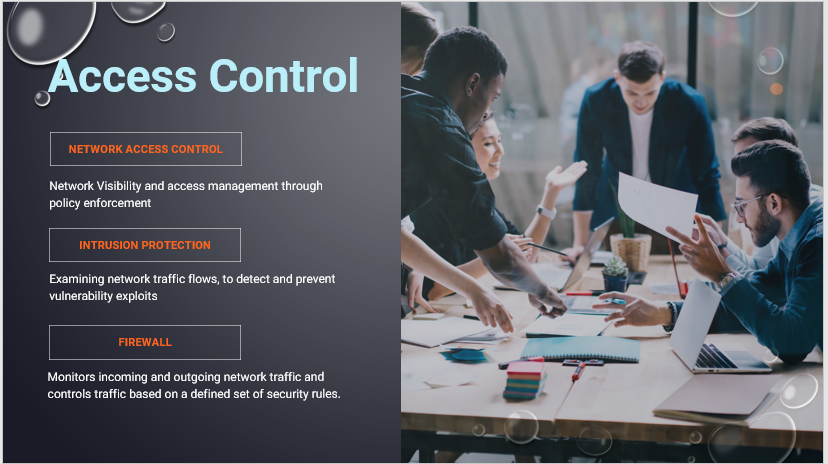 Access Control
NETWORK ACCESS CONTROL
Network Visibility and access management through
policy enforcement
INTRUSION PROTECTION
Examining network traffic flows, to detect and prevent
vulnerability exploits
FIREWALL
Monitors incoming and outgoing network traffic and
controls traffic based on a defined set of security rules.